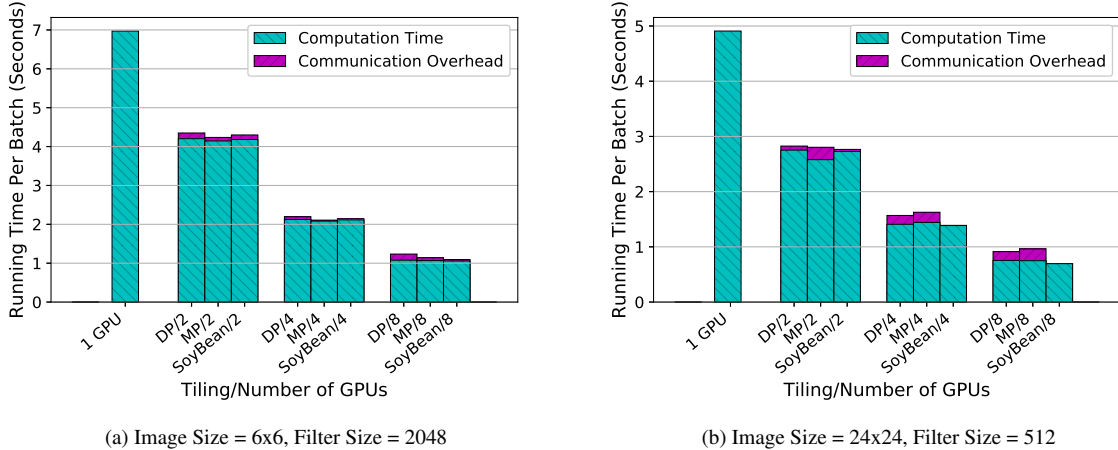 Running Time Per Batch (Seconds)
7
6
5
4
3
2
1
0
Computation Time
Communication Overhead
1 GPU
DP/2
MP/2
SoyBean/2
DP/4
MP/4
SoyBean/4
DP/8
MP/8
SoyBean/8
Tiling/Number of GPUs
(a) Image Size = 6x6, Filter Size = 2048
Running Time Per Batch (Seconds)
5
4
3
2
1
0
Computation Time
Communication Overhead
1 GPU
DP/2
MP/2
SoyBean/2
DP/4
MP/4
SoyBean/4
DP/8
MP/8
SoyBean/8
Tiling/Number of GPUs
(b) Image Size = 24x24, Filter Size = 512